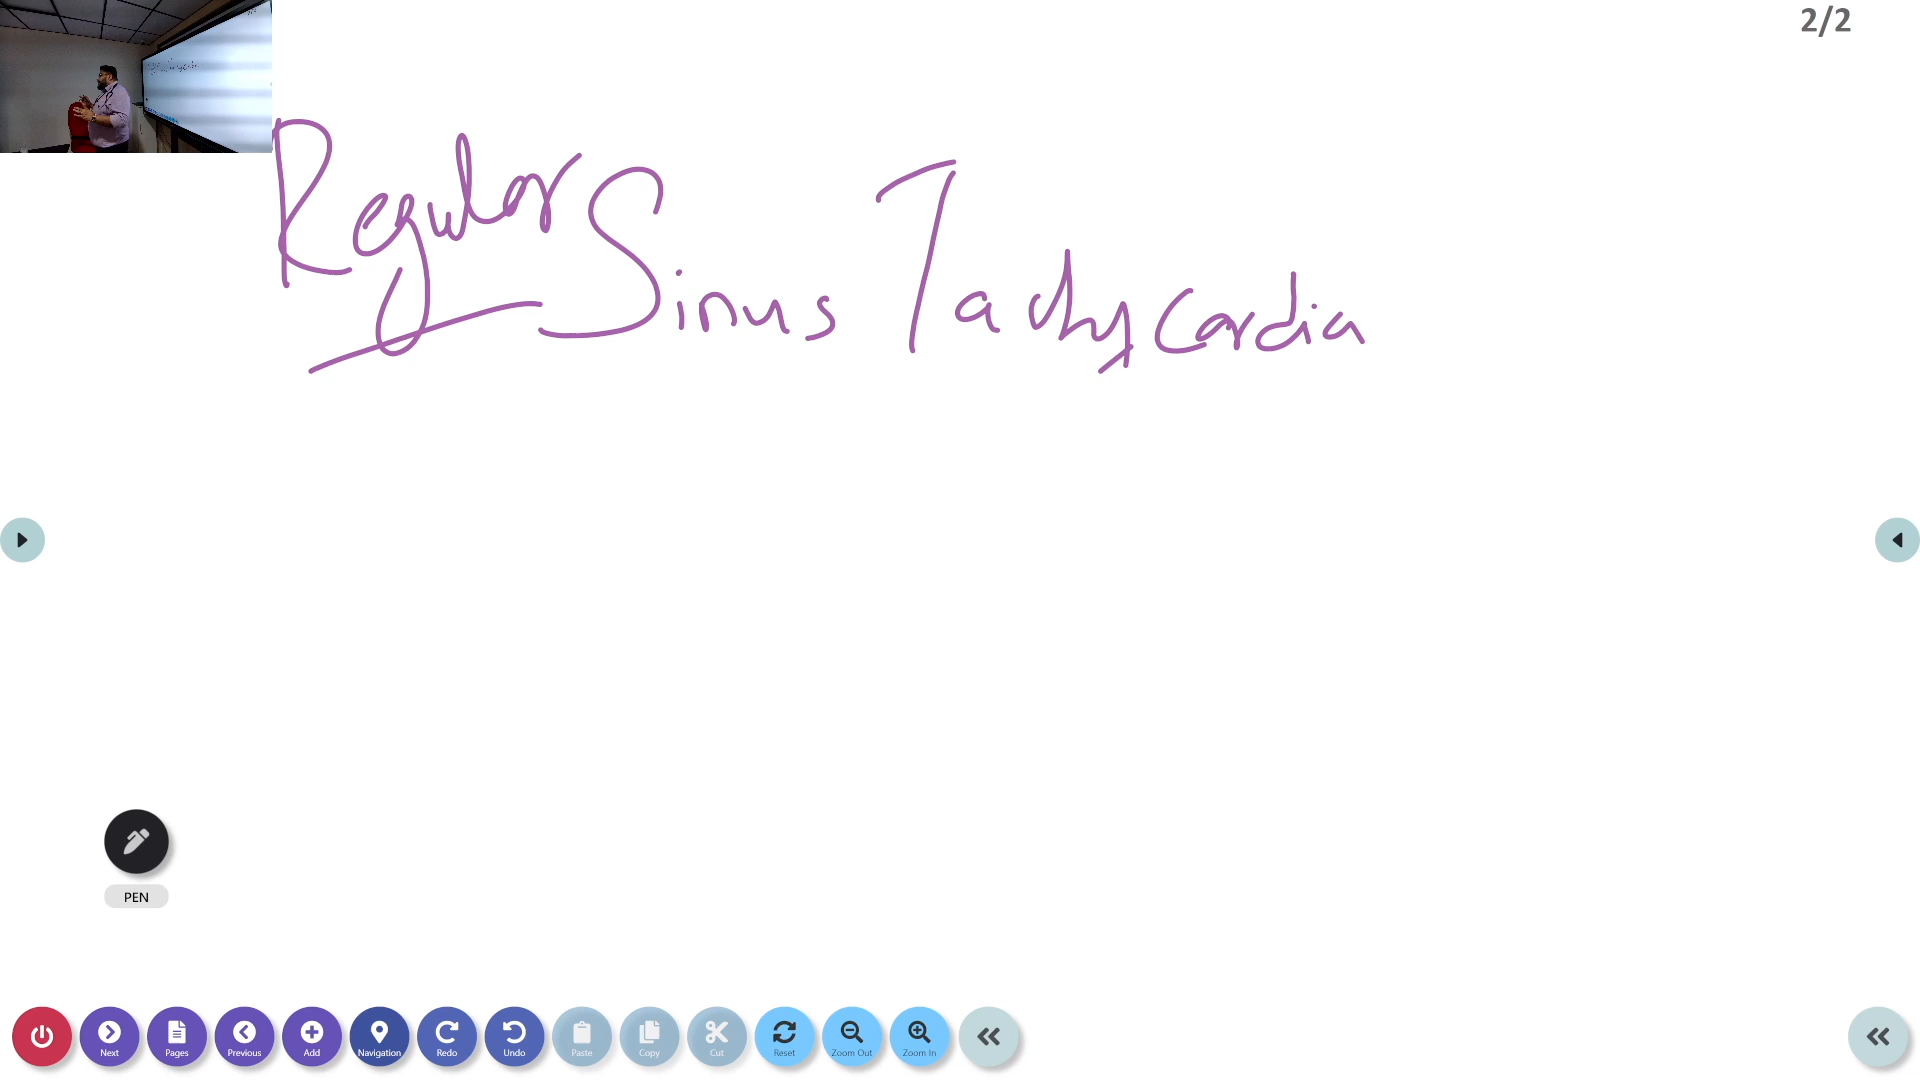 2/2
Regular Sinus Tachycardia
PEN
Next Pages Previous Add Navigation Redo Undo Paste Copy Cut Reset Zoom Out Zoom In